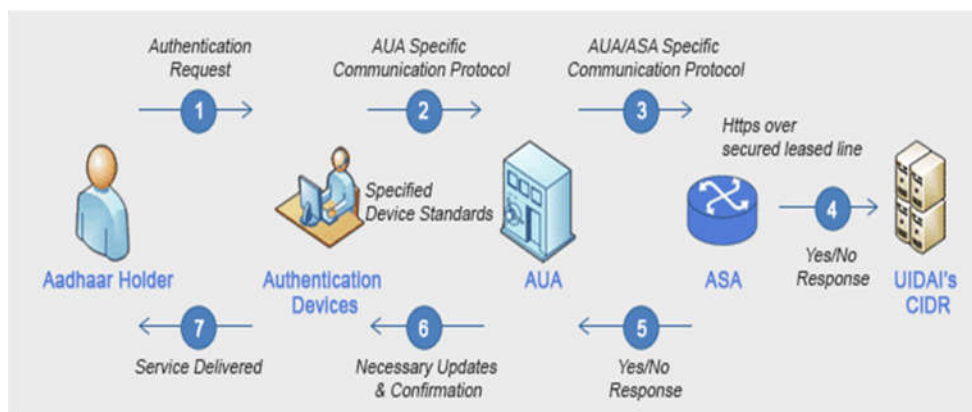 Authentication
Request
AUA Specific
Communication Protocol
AUA/ASA Specific
Communication Protocol
1
2
3
Https over
secured leased line
Specified
Device Standards
4
Yes/No
Response
Aadhaar Holder
Authentication
Devices
AUA
ASA
UIDAI's
CIDR
7
6
5
Service Delivered
Necessary Updates
& Confirmation
Yes/No
Response